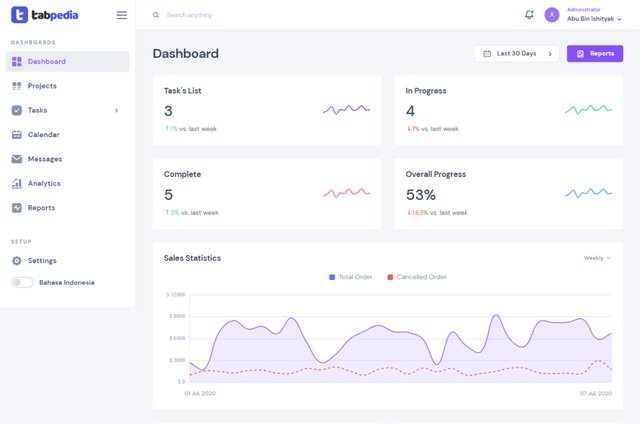 tabpedia
Search anything
Administrator
Abu Bin Ishityak
DASHBOARDS
Dashboard
Projects
Tasks
Calendar
Messages
Analytics
Reports
SETUP
Settings
Bahasa Indonesia
Dashboard
Last 30 Days
Reports
Task's List
3
↑ 1% vs. last week
In Progress
4
↓ 1% vs. last week
Complete
5
↑ 3% vs. last week
Overall Progress
53%
↓ 1.63% vs. last week
Sales Statistics
Weekly
Total Order
Cancelled Order
$ 12000
$ 9000
$ 6000
$ 3000
$ 0
01 Jul, 2020
07 Jul, 2020